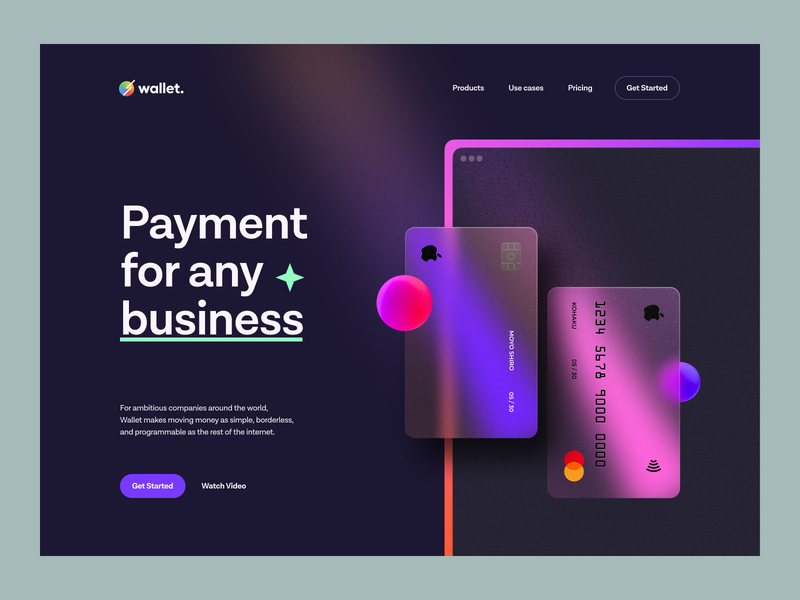 wallet.
Products
Use cases
Pricing
Get Started
Payment
for any
business
For ambitious companies around the world,
Wallet makes moving money as simple, borderless,
and programmable as the rest of the internet.
Get Started
Watch Video
MOYO SHIRO
05 / 30
KOHAKU
05 / 30
1234 5678 9000 0000